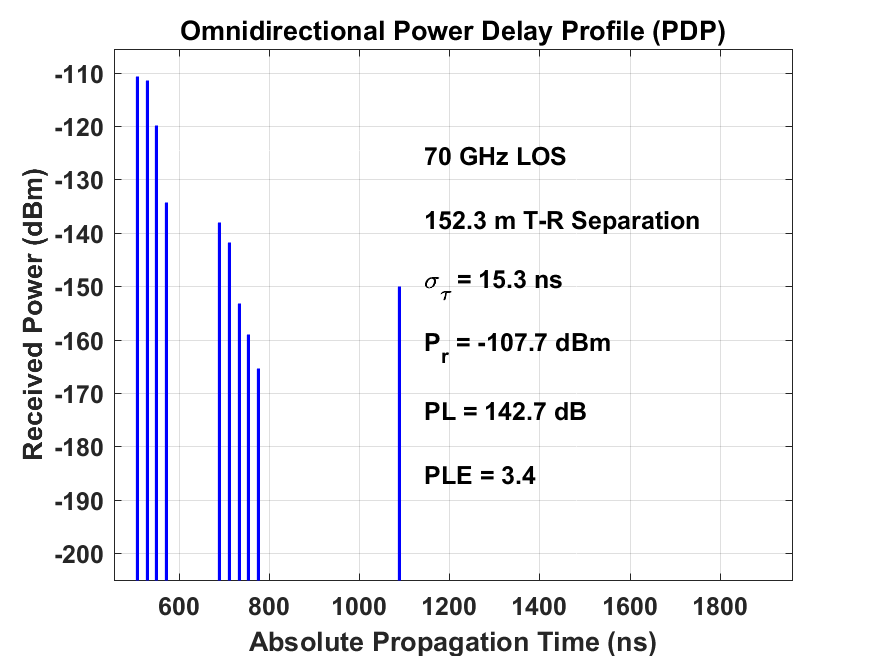 Omnidirectional Power Delay Profile (PDP)
Received Power (dBm)
-110
-120
-130
-140
-150
-160
-170
-180
-190
-200
70 GHz LOS
152.3 m T-R Separation
σ_τ = 15.3 ns
P_r = -107.7 dBm
PL = 142.7 dB
PLE = 3.4
600 800 1000 1200 1400 1600 1800
Absolute Propagation Time (ns)